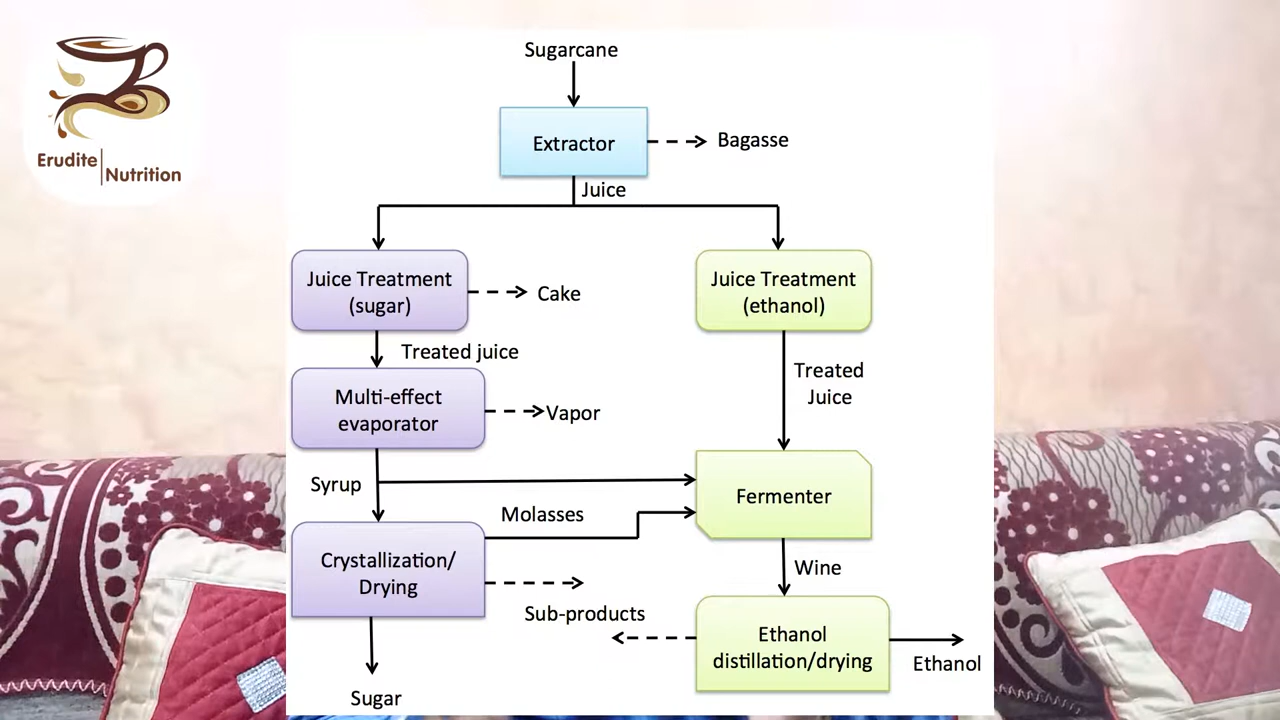 Erudite
Nutrition
Sugarcane
Extractor
Bagasse
Juice
Juice Treatment
(sugar)
Cake
Juice Treatment
(ethanol)
Treated juice
Treated
Juice
Multi-effect
evaporator
Vapor
Syrup
Fermenter
Molasses
Crystallization/
Drying
Wine
Sub-products
Ethanol
distillation/drying
Ethanol
Sugar